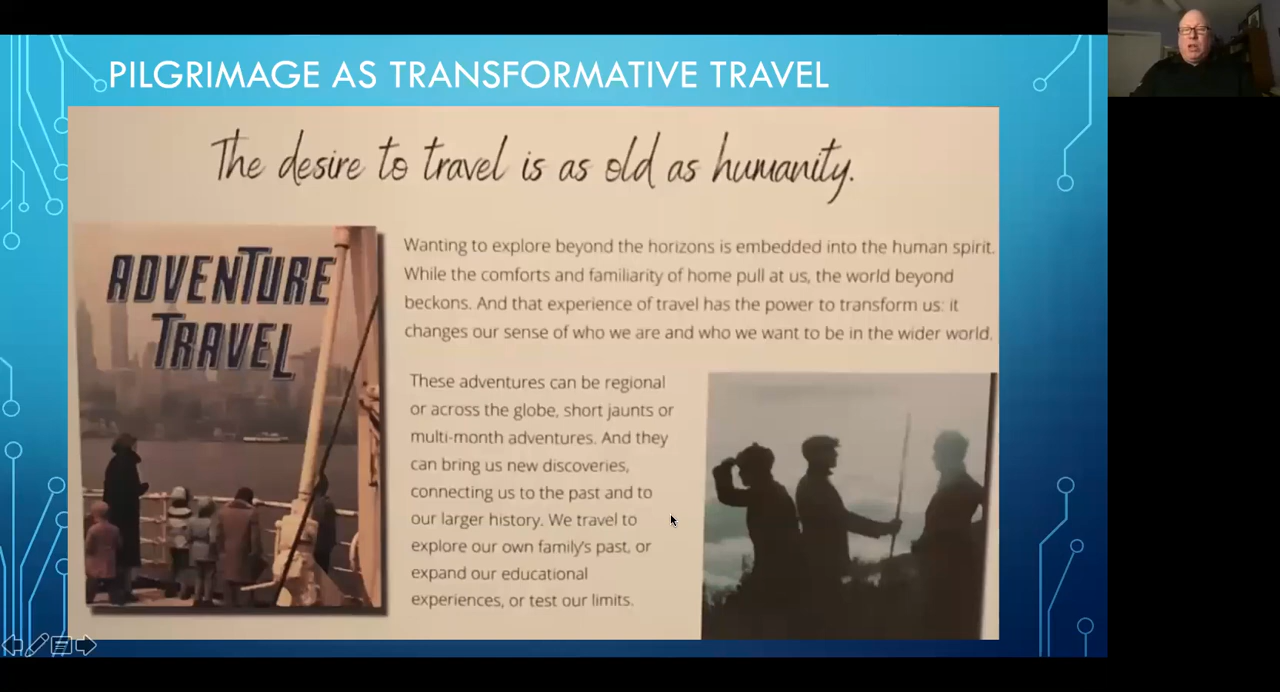 PILGRIMAGE AS TRANSFORMATIVE TRAVEL
The desire to travel is as old as humanity.
ADVENTURE
TRAVEL
Wanting to explore beyond the horizons is embedded into the human spirit.
While the comforts and familiarity of home pull at us, the world beyond
beckons. And that experience of travel has the power to transform us: it
changes our sense of who we are and who we want to be in the wider world.
These adventures can be regional
or across the globe, short jaunts or
multi-month adventures. And they
can bring us new discoveries,
connecting us to the past and to
our larger history. We travel to
explore our own family's past, or
expand our educational
experiences, or test our limits.